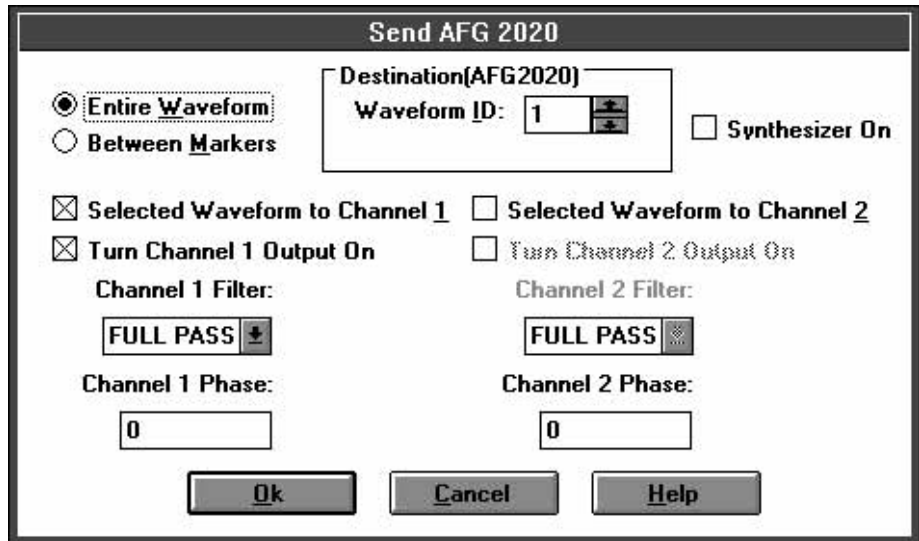 Send AFG 2020
Destination(AFG2020)
Entire Waveform
Waveform ID: 1
Between Markers
Synthesizer On
Selected Waveform to Channel 1
Selected Waveform to Channel 2
Turn Channel 1 Output On
Turn Channel 2 Output On
Channel 1 Filter:
Channel 2 Filter:
FULL PASS
FULL PASS
Channel 1 Phase:
Channel 2 Phase:
0
0
Ok
Cancel
Help